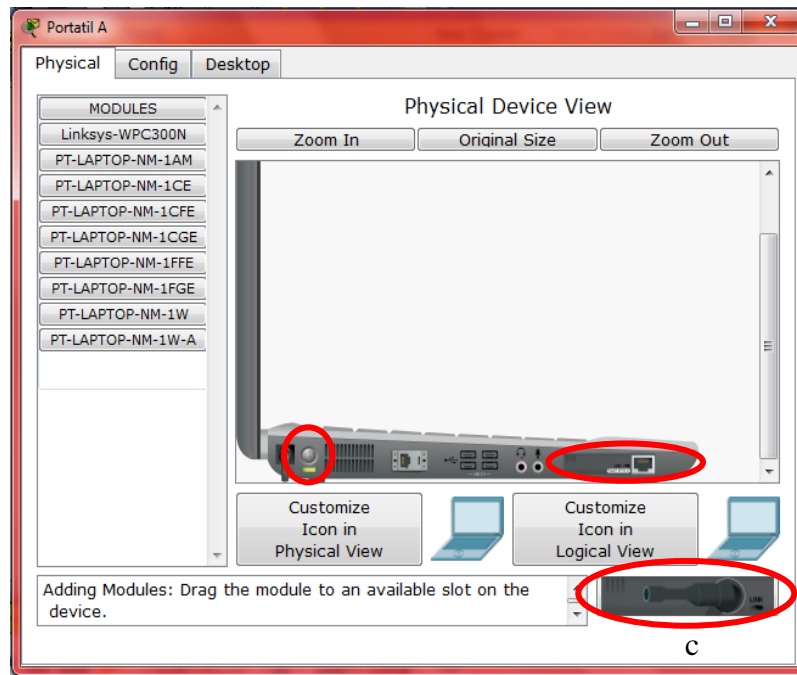 Portatil A
Physical
Config
Desktop
MODULES
Linksys-WPC300N
PT-LAPTOP-NM-1AM
PT-LAPTOP-NM-1CE
PT-LAPTOP-NM-1CFE
PT-LAPTOP-NM-1CGE
PT-LAPTOP-NM-1FFE
PT-LAPTOP-NM-1FGE
PT-LAPTOP-NM-1W
PT-LAPTOP-NM-1W-A
Physical Device View
Zoom In
Original Size
Zoom Out
Customize
Icon in
Physical View
Customize
Icon in
Logical View
Adding Modules: Drag the module to an available slot on the
device.
LINK
c